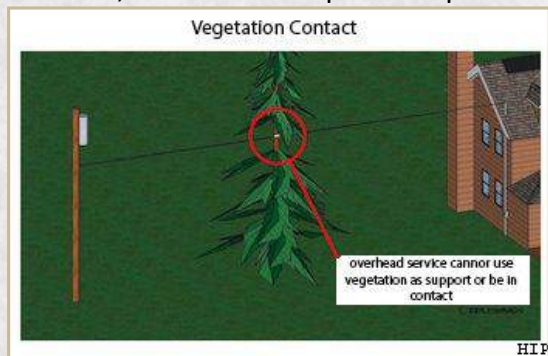 Vegetation Contact
overhead service cannor use
vegetation as support or be in
contact
HIP